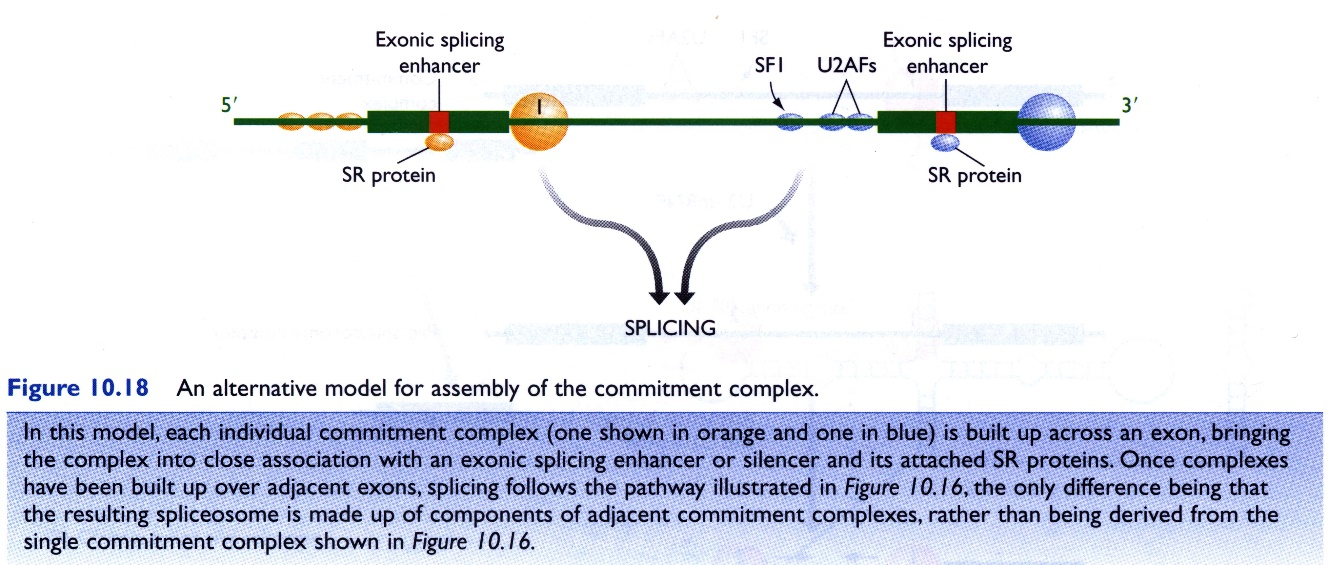 Exonic splicing
enhancer
Exonic splicing
enhancer
SF1
U2AFs
5′
I
3′
SR protein
SR protein
SPLICING
Figure 10.18 An alternative model for assembly of the commitment complex.
In this model, each individual commitment complex (one shown in orange and one in blue) is built up across an exon, bringing
the complex into close association with an exonic splicing enhancer or silencer and its attached SR proteins. Once complexes
have been built up over adjacent exons, splicing follows the pathway illustrated in Figure 10.16, the only difference being that
the resulting spliceosome is made up of components of adjacent commitment complexes, rather than being derived from the
single commitment complex shown in Figure 10.16.